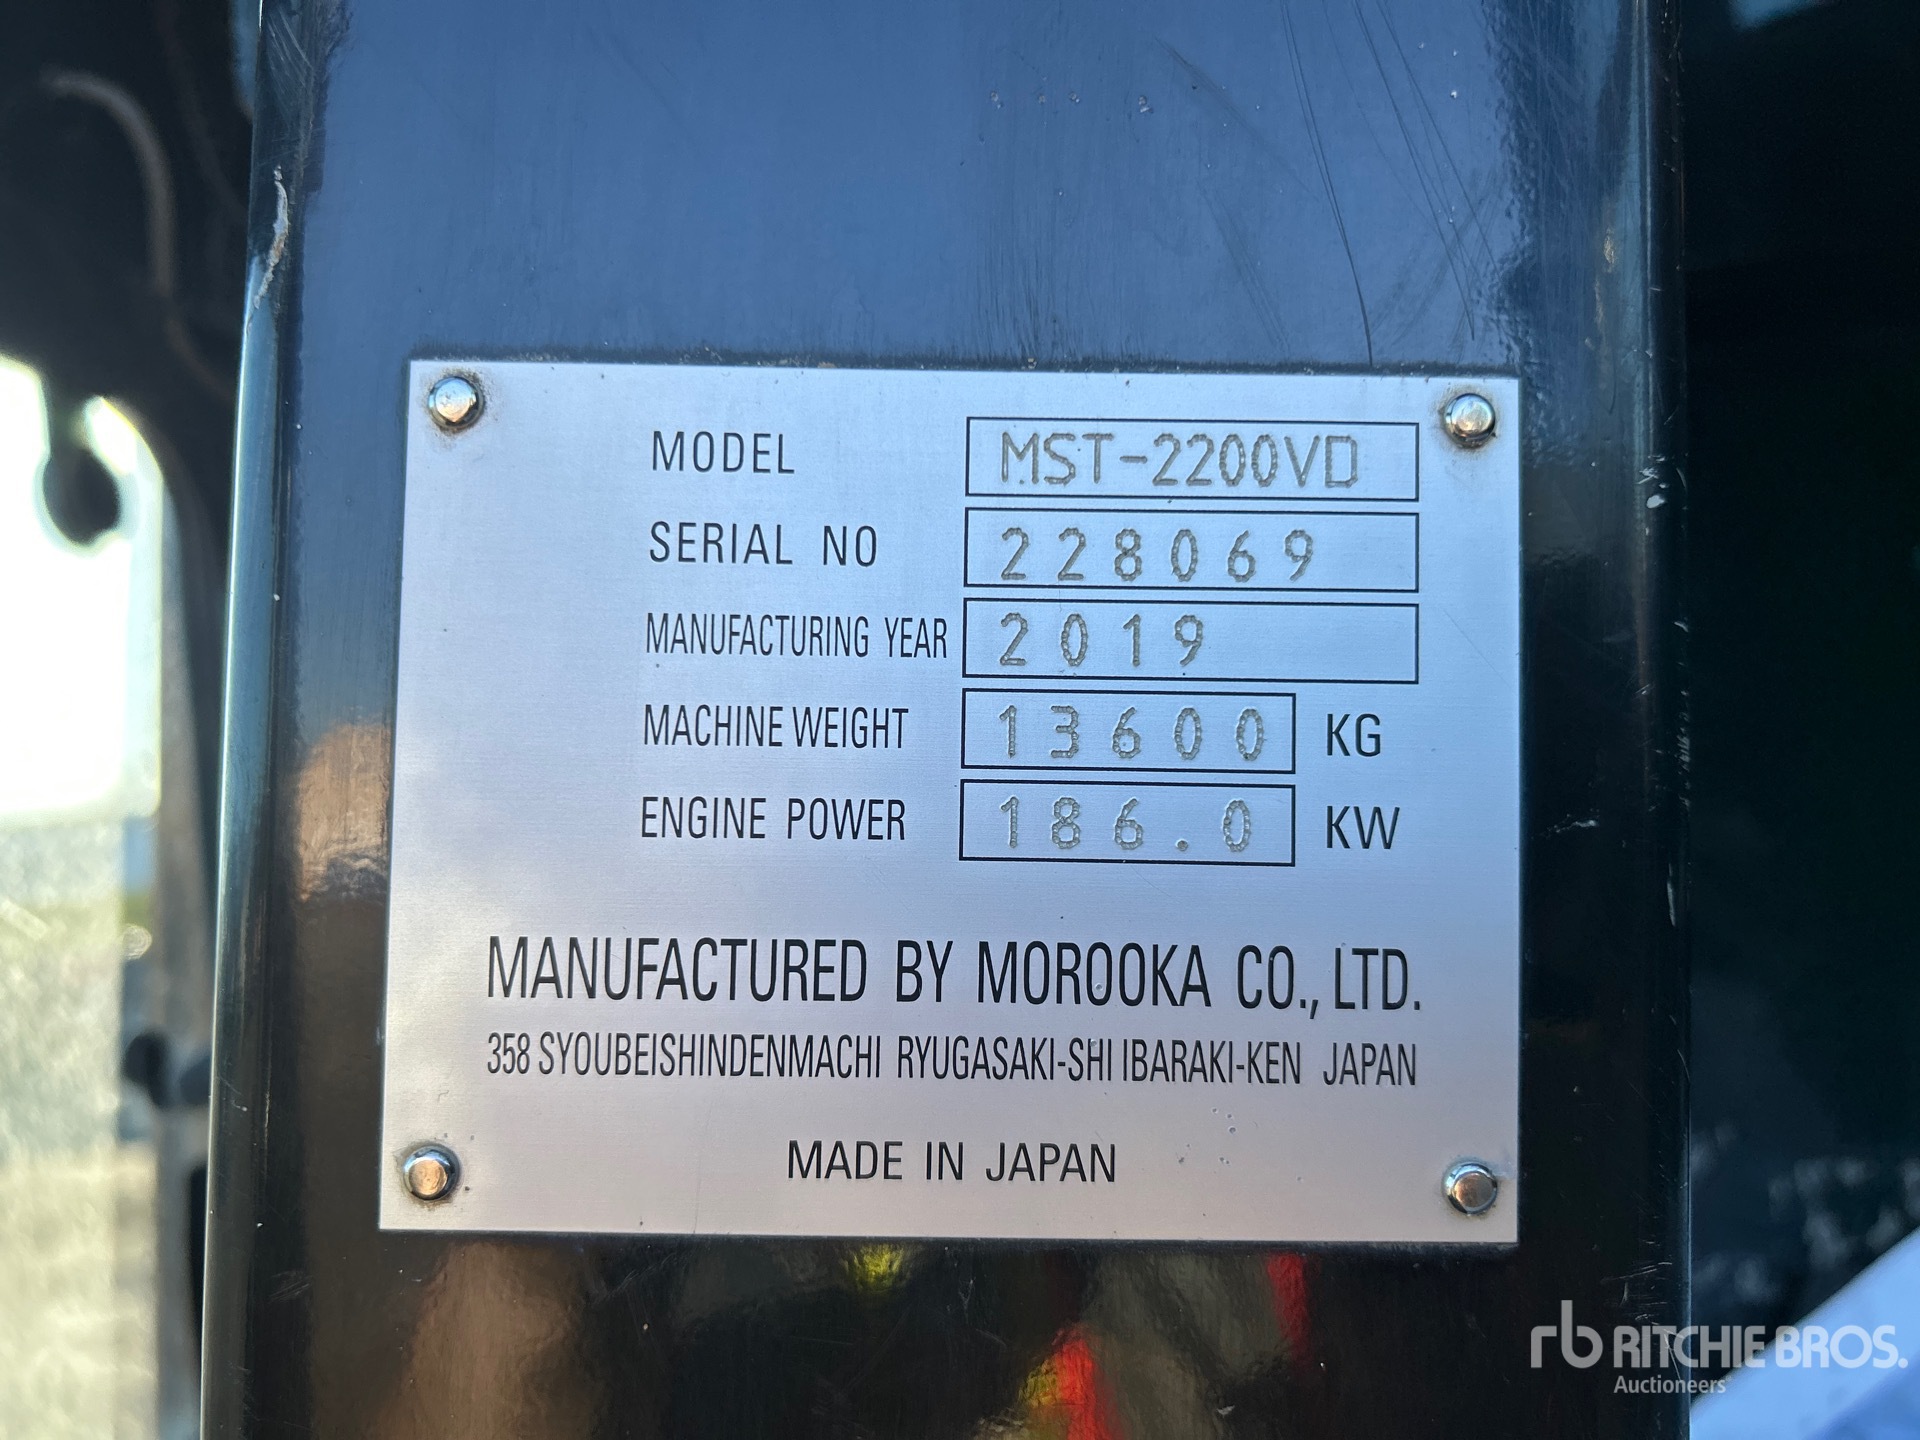 MODEL MST-2200VD
SERIAL NO 228069
MANUFACTURING YEAR 2019
MACHINE WEIGHT 13600 KG
ENGINE POWER 186.0 KW
MANUFACTURED BY MOROOKA CO., LTD.
358 SYOUBEISHINDENMACHI RYUGASAKI-SHI IBARAKI-KEN JAPAN
MADE IN JAPAN
rb RITCHIE BROS.
Auctioneers